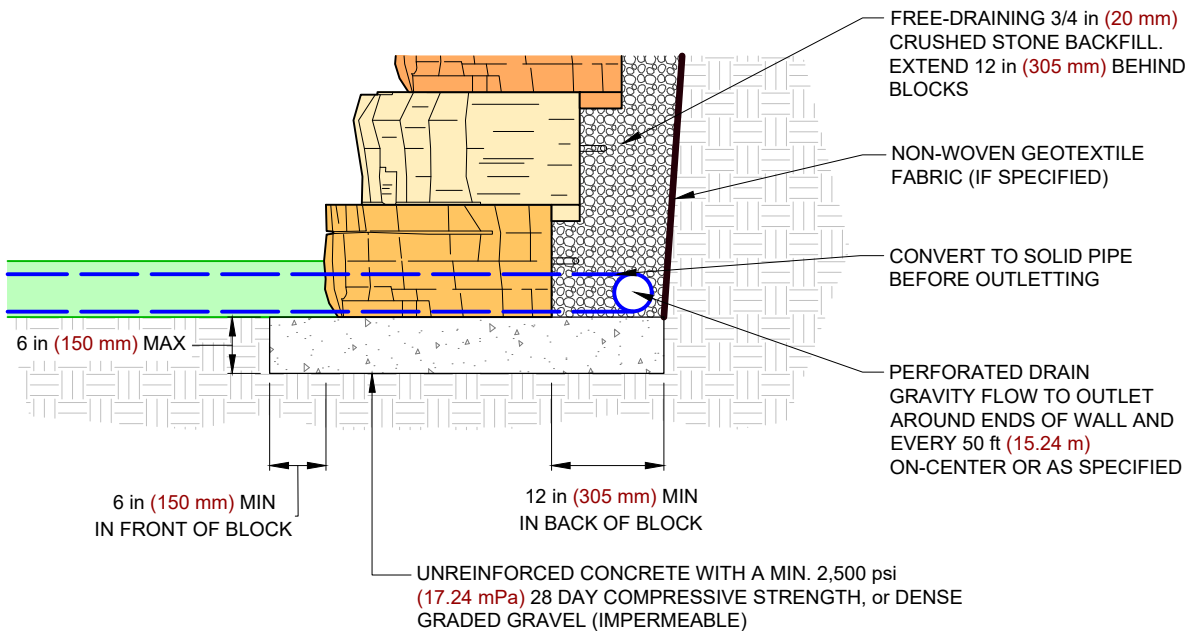 FREE-DRAINING 3/4 in (20 mm)
CRUSHED STONE BACKFILL.
EXTEND 12 in (305 mm) BEHIND
BLOCKS
NON-WOVEN GEOTEXTILE
FABRIC (IF SPECIFIED)
CONVERT TO SOLID PIPE
BEFORE OUTLETTING
6 in (150 mm) MAX
PERFORATED DRAIN
GRAVITY FLOW TO OUTLET
AROUND ENDS OF WALL AND
EVERY 50 ft (15.24 m)
ON-CENTER OR AS SPECIFIED
6 in (150 mm) MIN
IN FRONT OF BLOCK
12 in (305 mm) MIN
IN BACK OF BLOCK
UNREINFORCED CONCRETE WITH A MIN. 2,500 psi
(17.24 mPa) 28 DAY COMPRESSIVE STRENGTH, or DENSE
GRADED GRAVEL (IMPERMEABLE)